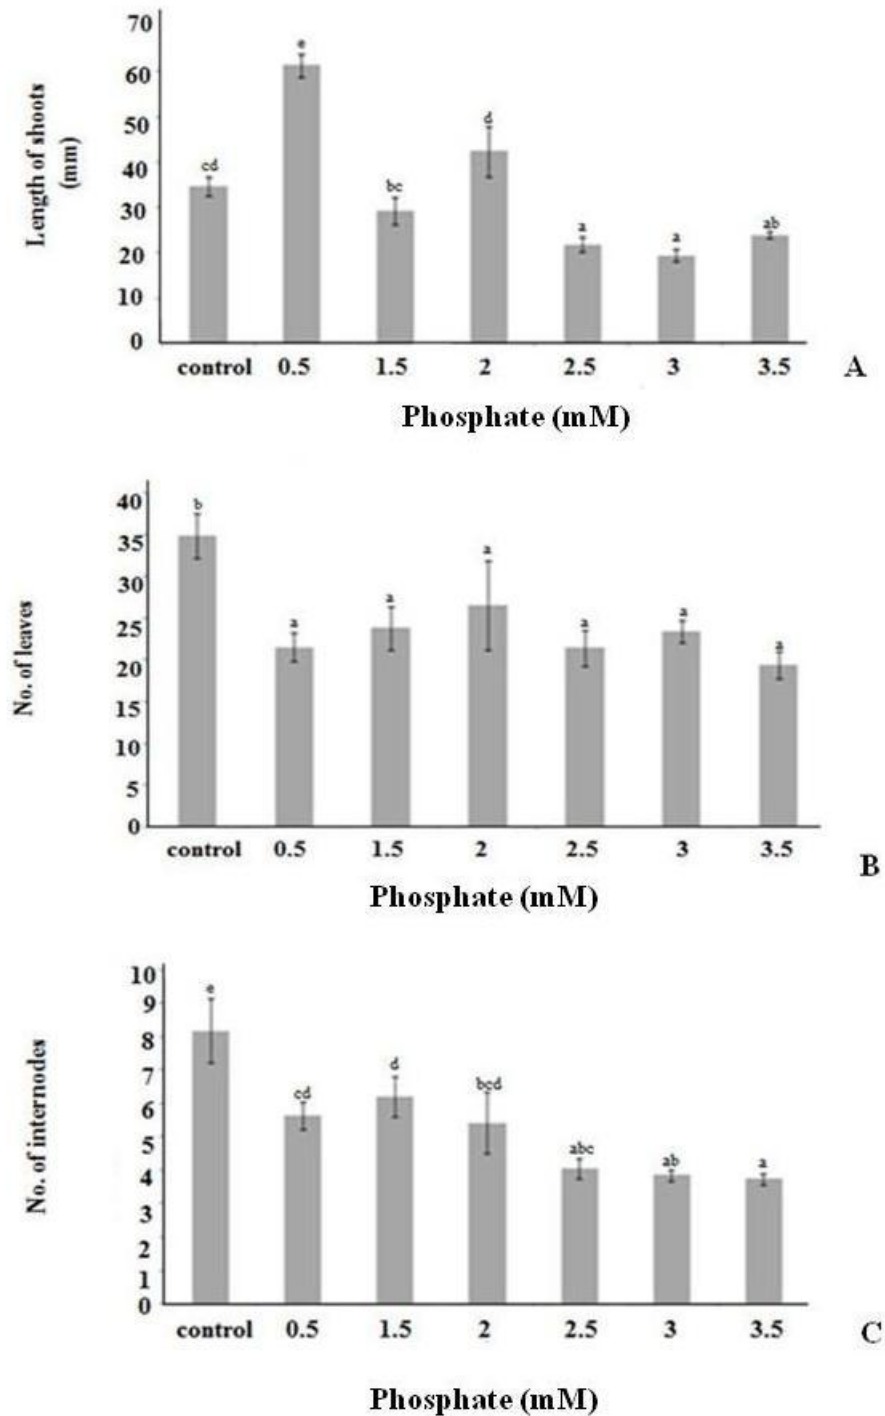 70
60
50
40
30
20
10
0
Length of shoots
(mm)
cd
e
bc
d
a
a
ab
control 0.5 1.5 2 2.5 3 3.5
A
Phosphate (mM)
40
35
30
25
20
15
10
5
0
No. of leaves
b
a
a
a
a
a
a
control 0.5 1.5 2 2.5 3 3.5
B
Phosphate (mM)
10
9
8
7
6
5
4
3
2
1
0
No. of internodes
e
cd
d
bcd
abc
ab
a
control 0.5 1.5 2 2.5 3 3.5
C
Phosphate (mM)